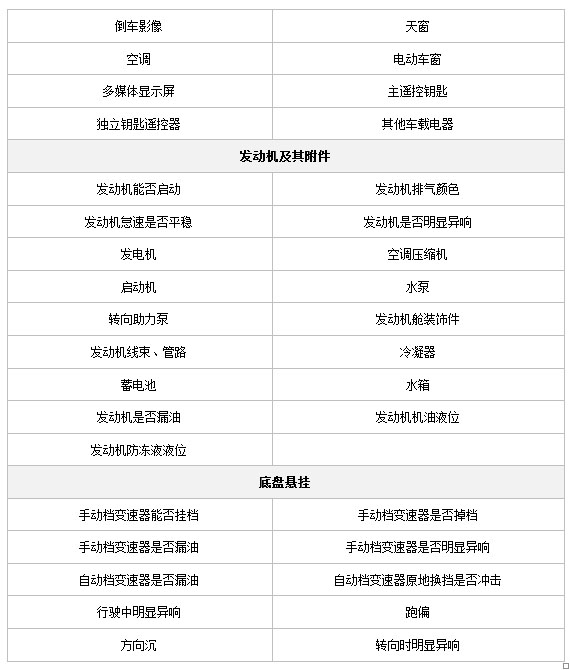 倒车影像 天窗
空调 电动车窗
多媒体显示屏 主遥控钥匙
独立钥匙遥控器 其他车载电器
发动机及其附件
发动机能否启动 发动机排气颜色
发动机怠速是否平稳 发动机是否明显异响
发电机 空调压缩机
启动机 水泵
转向助力泵 发动机舱装饰件
发动机线束、管路 冷凝器
蓄电池 水箱
发动机是否漏油 发动机机油液位
发动机防冻液液位
底盘悬挂
手动档变速器能否挂档 手动档变速器是否掉档
手动档变速器是否漏油 手动档变速器是否明显异响
自动档变速器是否漏油 自动档变速器原地换挡是否冲击
行驶中明显异响 跑偏
方向沉 转向时明显异响